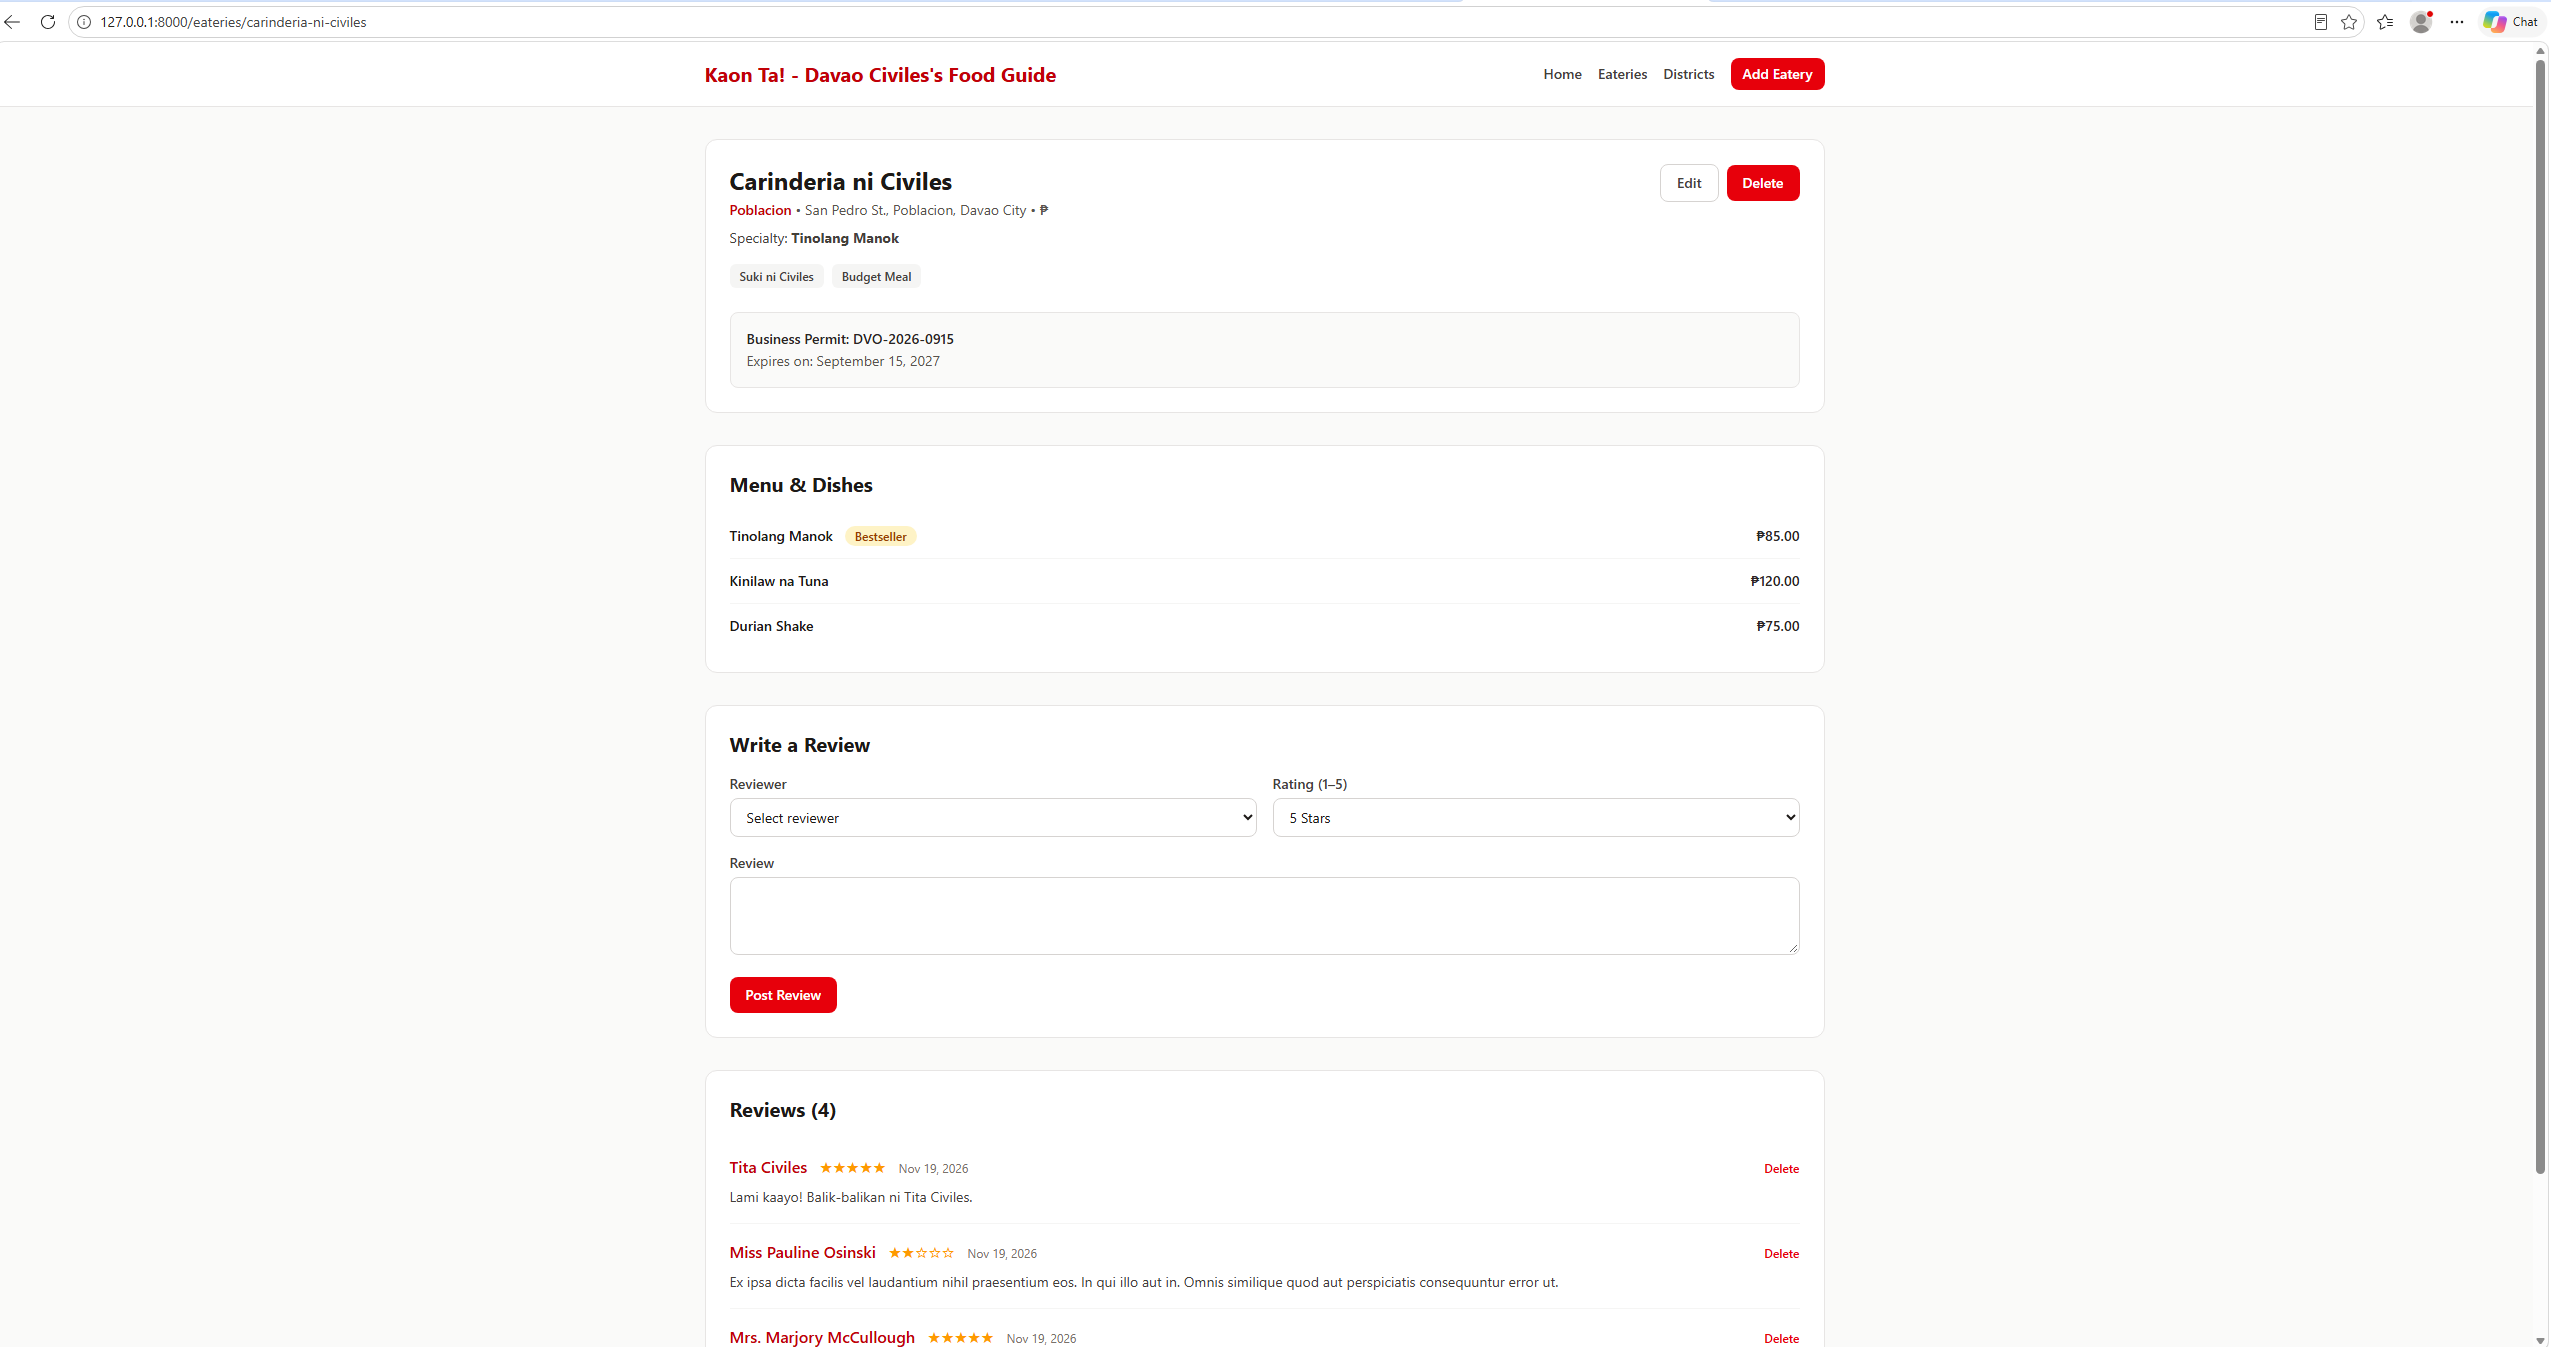 127.0.0.1:8000/eateries/carinderia-ni-civiles
Chat
Kaon Ta! - Davao Civiles's Food Guide
Home Eateries Districts Add Eatery
Carinderia ni Civiles
Edit Delete
Poblacion • San Pedro St., Poblacion, Davao City • ₱
Specialty: Tinolang Manok
Suki ni Civiles Budget Meal
Business Permit: DVO-2026-0915
Expires on: September 15, 2027
Menu & Dishes
Tinolang Manok Bestseller ₱85.00
Kinilaw na Tuna ₱120.00
Durian Shake ₱75.00
Write a Review
Reviewer Rating (1–5)
Select reviewer 5 Stars
Review
Post Review
Reviews (4)
Tita Civiles ★★★★★ Nov 19, 2026 Delete
Lami kaayo! Balik-balikan ni Tita Civiles.
Miss Pauline Osinski ★★☆☆☆ Nov 19, 2026 Delete
Ex ipsa dicta facilis vel laudantium nihil praesentium eos. In qui illo aut in. Omnis similique quod aut perspiciatis consequuntur error ut.
Mrs. Marjory McCullough ★★★★★ Nov 19, 2026 Delete